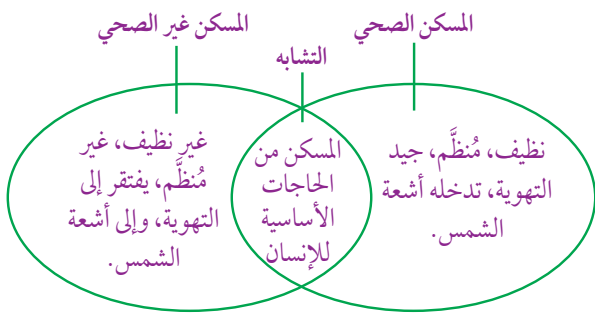 المسكن الصحي
المسكن غير الصحي
التشابه
نظيف، مُنظَّم، جيد
التهوية، تدخله أشعة
الشمس.
المسكن من
الحاجات
الأساسية
للإنسان
غير نظيف، غير
مُنظَّم، يفتقر إلى
التهوية، وإلى أشعة
الشمس.